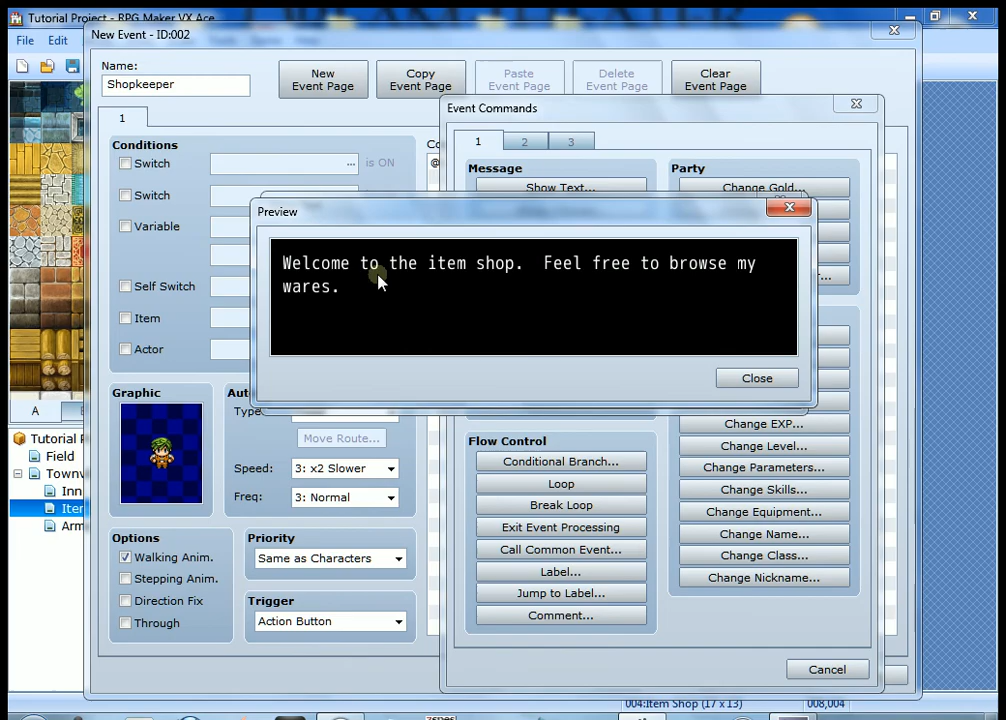 Tutorial Project - RPG Maker VX Ace
New Event - ID:002
File Edit
Name:
Shopkeeper
New Event Page
Copy Event Page
Paste Event Page
Delete Event Page
Clear Event Page
1
Conditions
Switch ... is ON
Switch
Variable
Self Switch
Item
Actor
Graphic
Type
Move Route...
Speed: 3: x2 Slower
Freq: 3: Normal
Options
Walking Anim.
Stepping Anim.
Direction Fix
Through
Priority
Same as Characters
Trigger
Action Button
A
Tutorial
Field
Inn
Event Commands
1 2 3
Message
Show Text...
Party
Change Gold...
Preview
Welcome to the item shop. Feel free to browse my
wares.
Close
Flow Control
Conditional Branch...
Loop
Break Loop
Exit Event Processing
Call Common Event...
Label...
Jump to Label...
Comment...
Change EXP...
Change Level...
Change Parameters...
Change Skills...
Change Equipment...
Change Name...
Change Class...
Change Nickname...
Cancel
004:Item Shop (17 x 13)
008,004